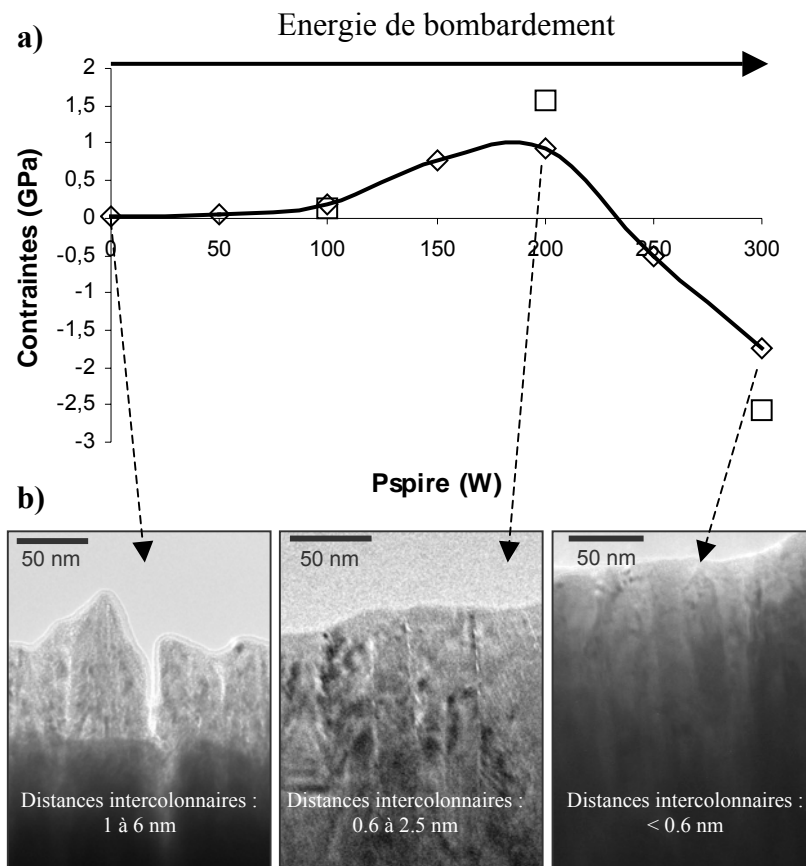 a)
Energie de bombardement
2
1,5
1
0,5
0
-0,5
-1
-1,5
-2
-2,5
-3
0 50 100 150 200 250 300
Contraintes (GPa)
Pspire (W)
b)
50 nm
50 nm
50 nm
Distances intercolonnaires :
1 à 6 nm
Distances intercolonnaires :
0.6 à 2.5 nm
Distances intercolonnaires :
< 0.6 nm